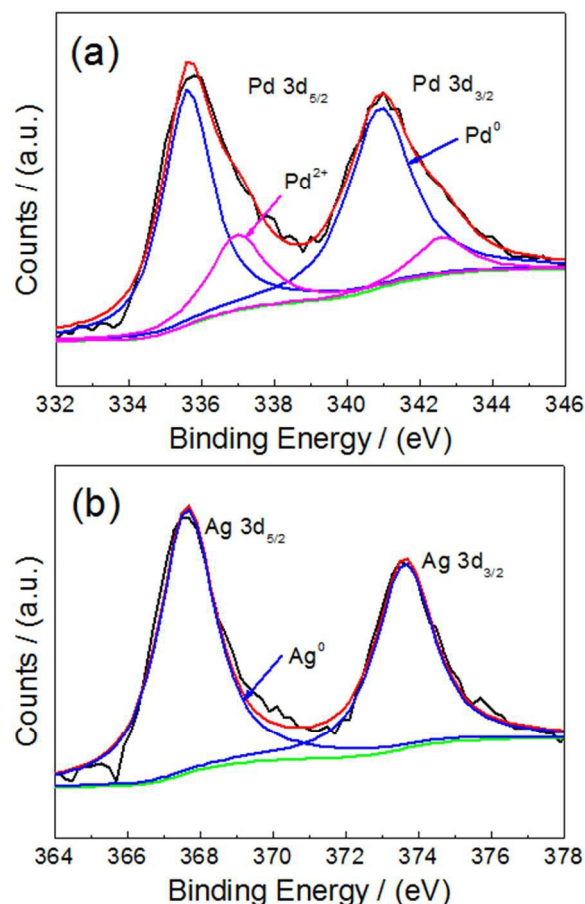 (a)
Pd 3d5/2
Pd 3d3/2
Pd0
Pd2+
Counts / (a.u.)
332 334 336 338 340 342 344 346
Binding Energy / (eV)
(b)
Ag 3d5/2
Ag 3d3/2
Ag0
Counts / (a.u.)
364 366 368 370 372 374 376 378
Binding Energy / (eV)